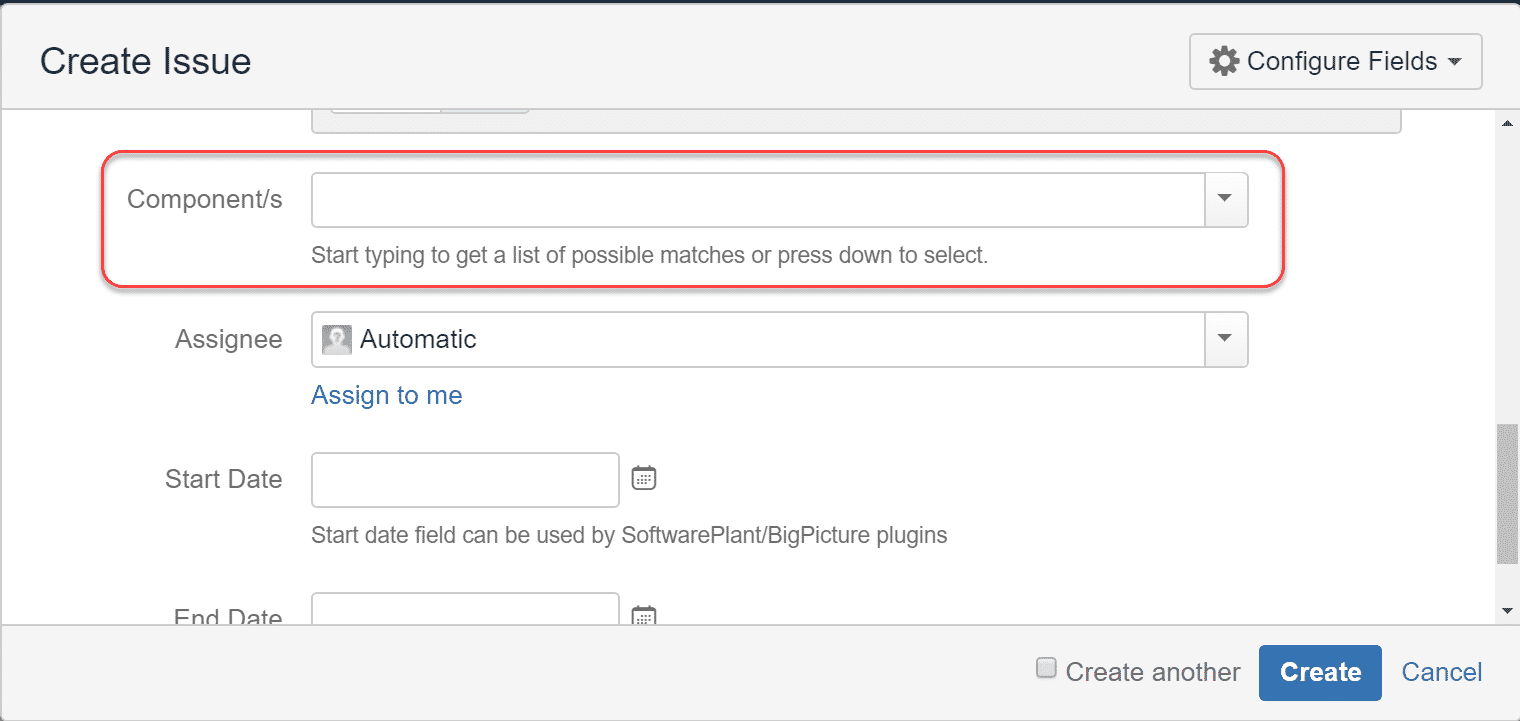 Create Issue
Configure Fields
Component/s
Start typing to get a list of possible matches or press down to select.
Assignee
Automatic
Assign to me
Start Date
Start date field can be used by SoftwarePlant/BigPicture plugins
End Date
Create another
Create
Cancel